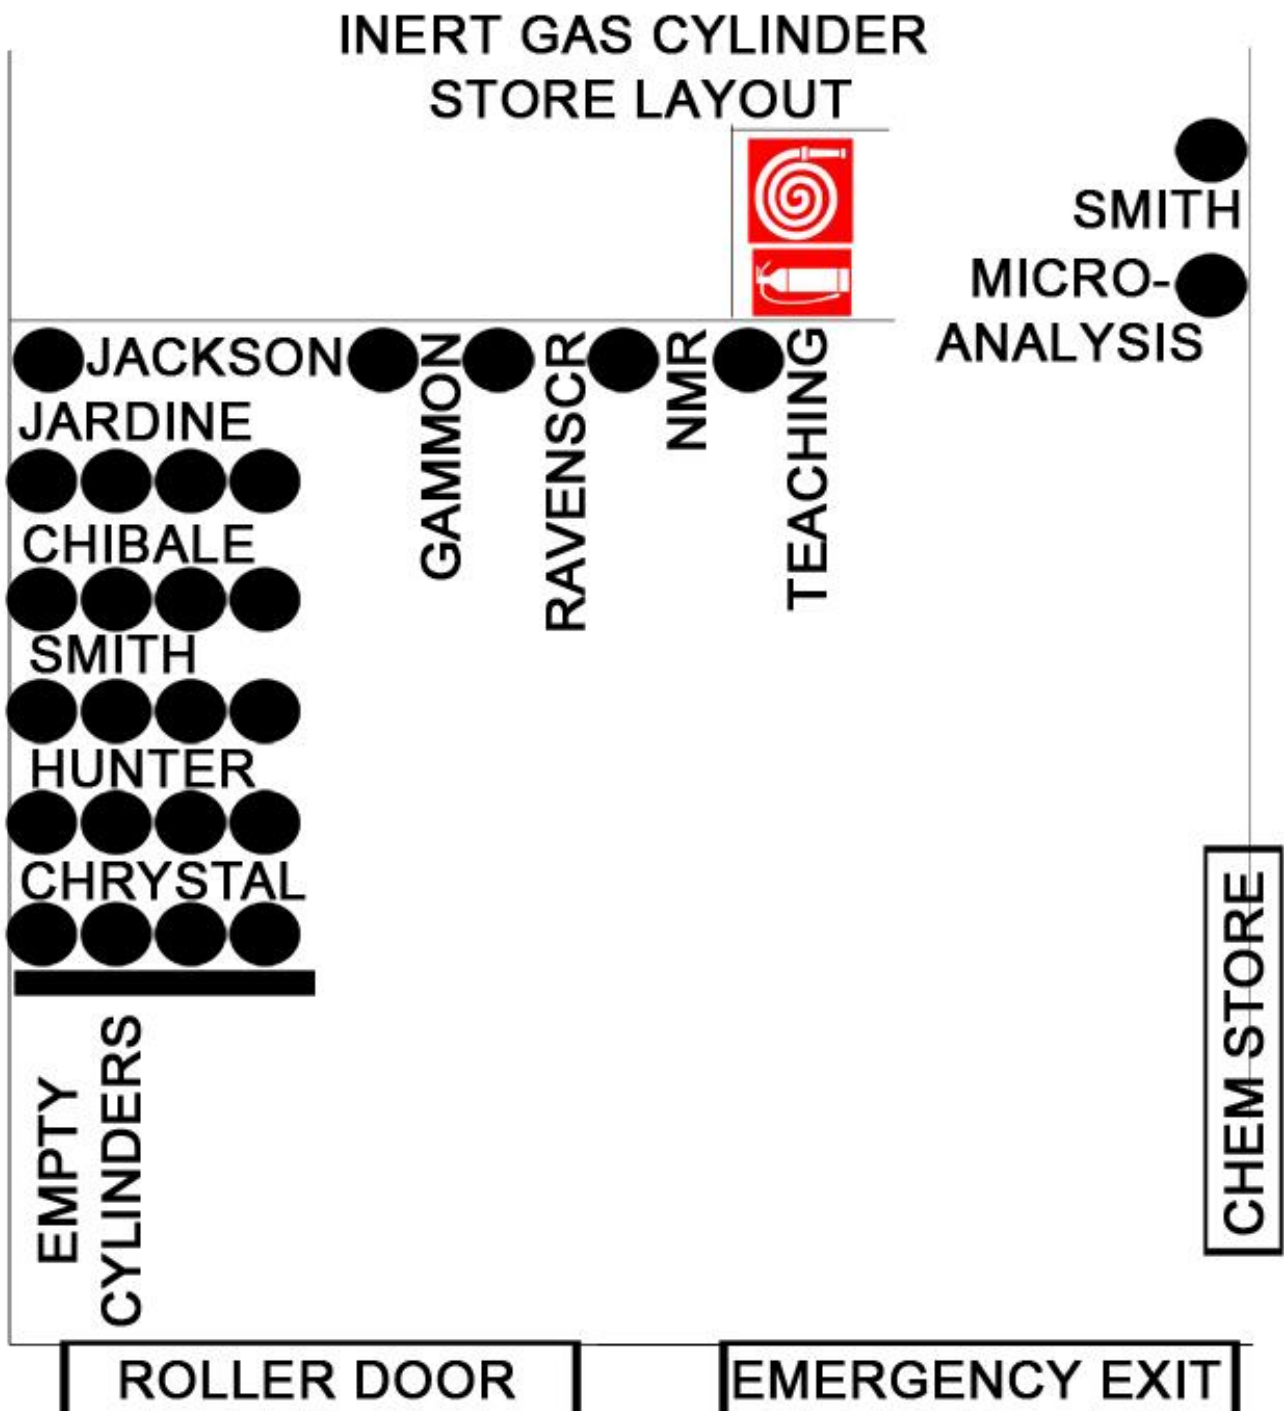 INERT GAS CYLINDER
STORE LAYOUT
SMITH
MICRO-
ANALYSIS
JACKSON
GAMMON
RAVENSCR
NMR
TEACHING
JARDINE
CHIBALE
SMITH
HUNTER
CHRYSTAL
EMPTY
CYLINDERS
CHEM STORE
ROLLER DOOR
EMERGENCY EXIT